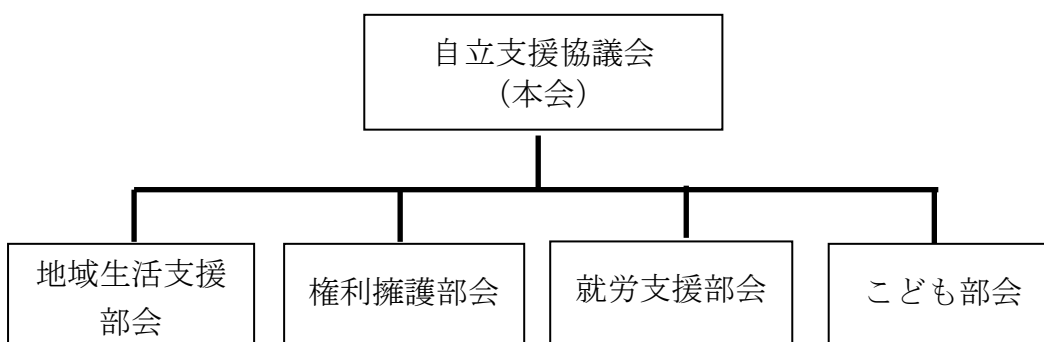 自立支援協議会
（本会）
地域生活支援
部会
権利擁護部会
就労支援部会
こども部会